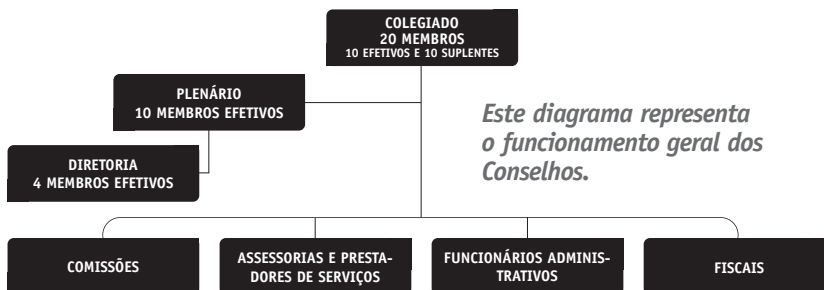 COLEGIADO
20 MEMBROS
10 EFETIVOS E 10 SUPLENTES
PLENÁRIO
10 MEMBROS EFETIVOS
Este diagrama representa
o funcionamento geral dos
Conselhos.
DIRETORIA
4 MEMBROS EFETIVOS
COMISSÕES
ASSESSORIAS E PRESTA-
DORES DE SERVIÇOS
FUNCIONÁRIOS ADMINIS-
TRATIVOS
FISCAIS